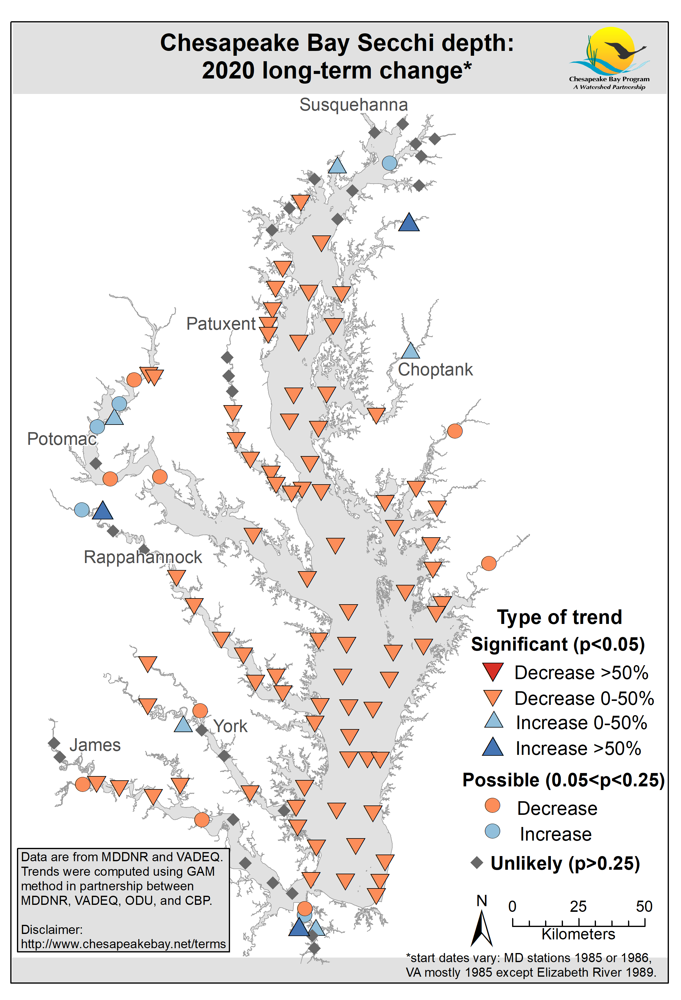 Chesapeake Bay Secchi depth:
2020 long-term change*
Chesapeake Bay Program
A Watershed Partnership
Susquehanna
Patuxent
Choptank
Potomac
Rappahannock
York
James
Type of trend
Significant (p<0.05)
Decrease >50%
Decrease 0-50%
Increase 0-50%
Increase >50%
Possible (0.05<p<0.25)
Decrease
Increase
Unlikely (p>0.25)
Data are from MDDNR and VADEQ.
Trends were computed using GAM
method in partnership between
MDDNR, VADEQ, ODU, and CBP.
Disclaimer:
http://www.chesapeakebay.net/terms
N
0 25 50
Kilometers
*start dates vary: MD stations 1985 or 1986,
VA mostly 1985 except Elizabeth River 1989.